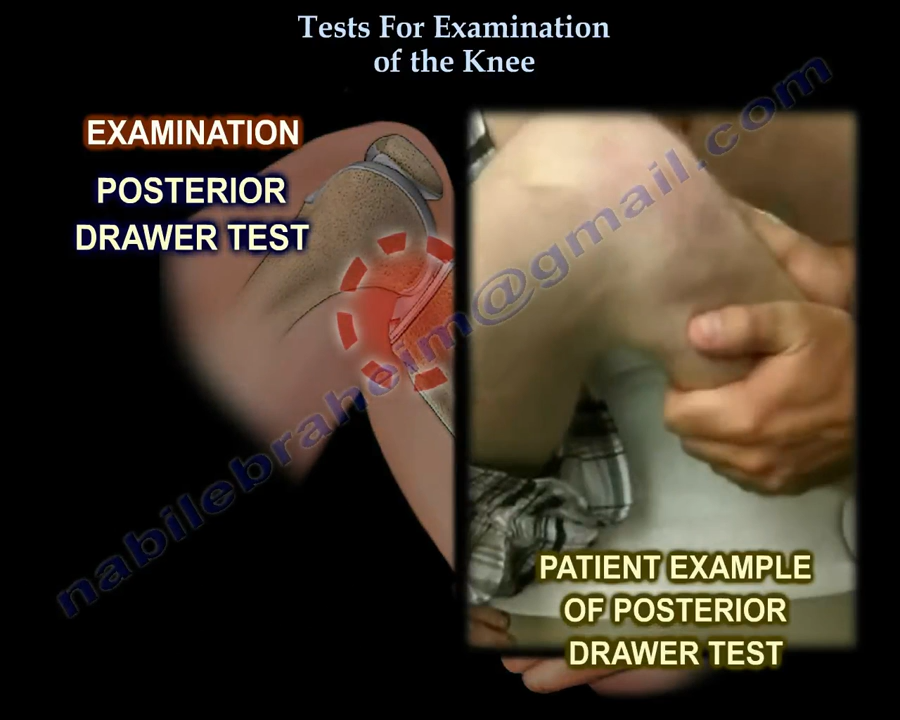 Tests For Examination
of the Knee
EXAMINATION
POSTERIOR
DRAWER TEST
nabilebraheim@gmail.com
PATIENT EXAMPLE
OF POSTERIOR
DRAWER TEST